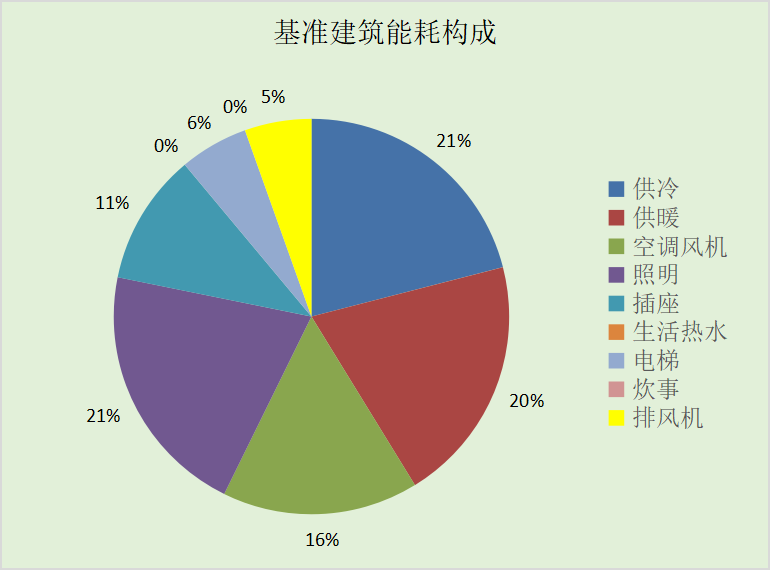 基准建筑能耗构成
5%
0%
6%
0%
11%
21%
21%
20%
16%
供冷
供暖
空调风机
照明
插座
生活热水
电梯
炊事
排风机